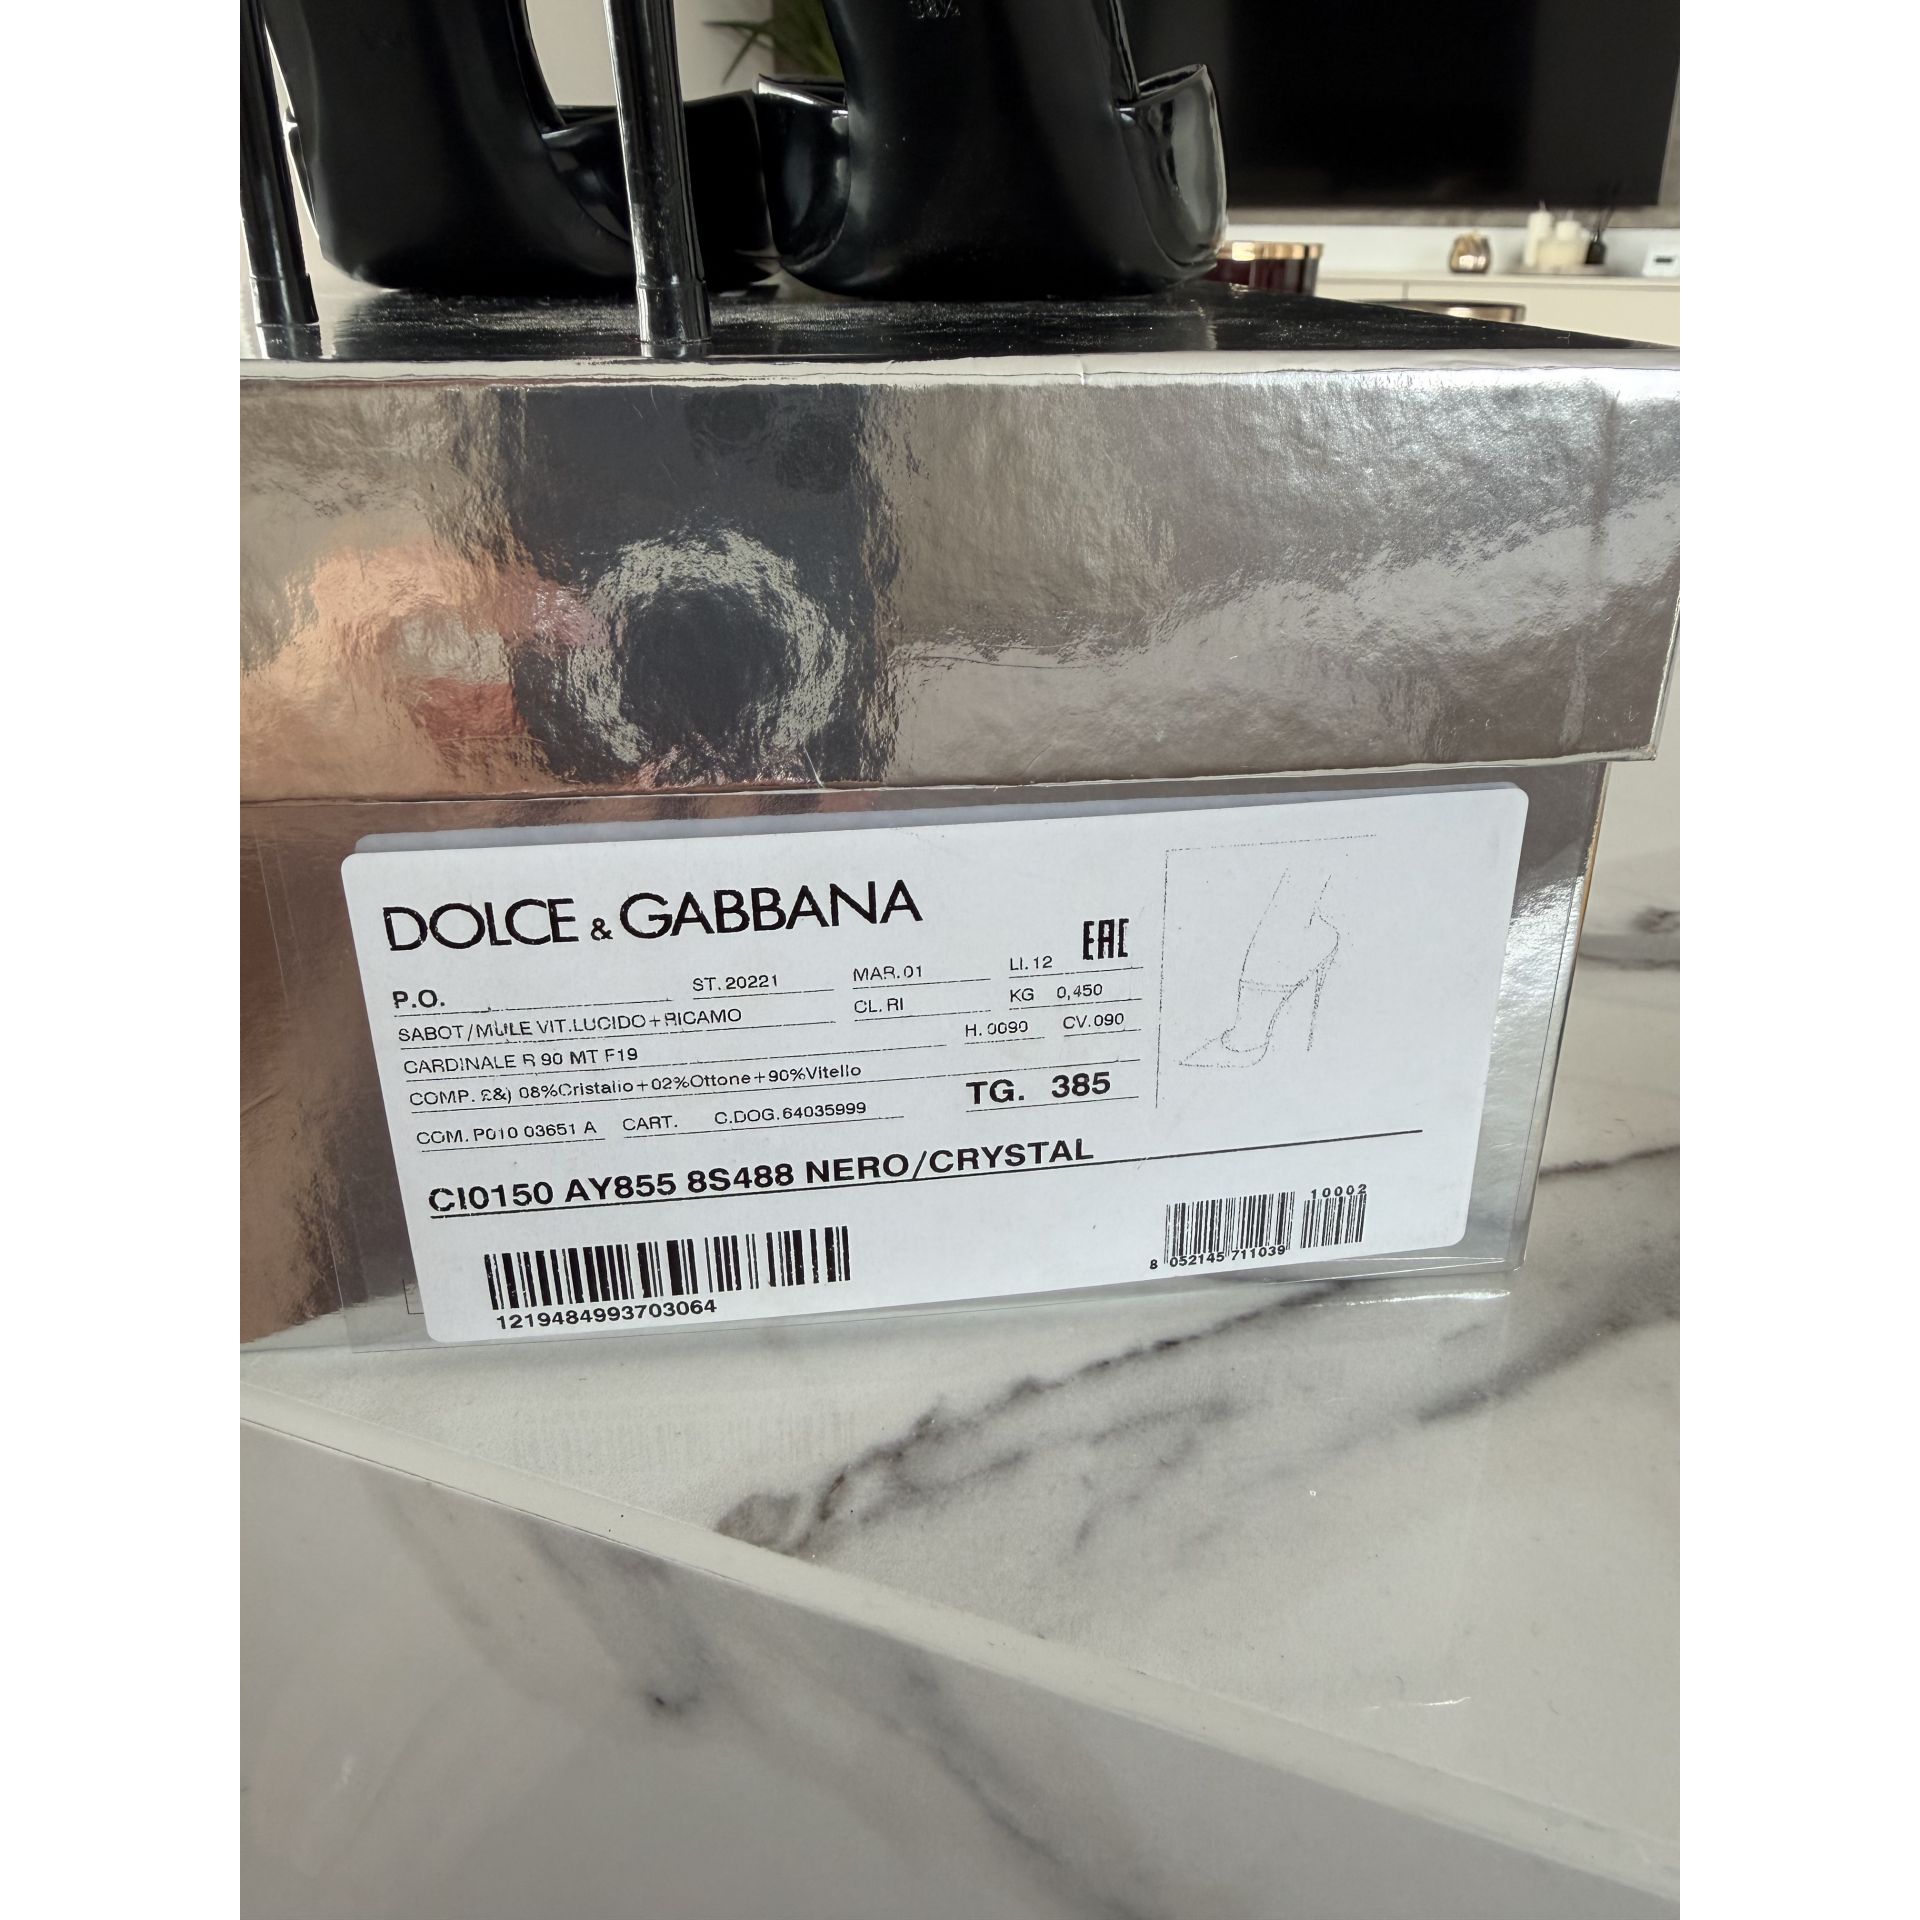 38½
DOLCE & GABBANA
EAC
P.O. ST. 20221 MAR.01 LI. 12
SABOT/MULE VIT.LUCIDO+RICAMO CL. RI KG 0,450
CARDINALE R 90 MT F19 H. 0090 CV. 090
COMP. £&) 08%Cristallo+02%Ottone+90%Vitello
TG. 385
COM. P010 03651 A CART. C.DOG. 64035999
CI0150 AY855 8S488 NERO/CRYSTAL
10002
8 052145 711039
1219484993703064